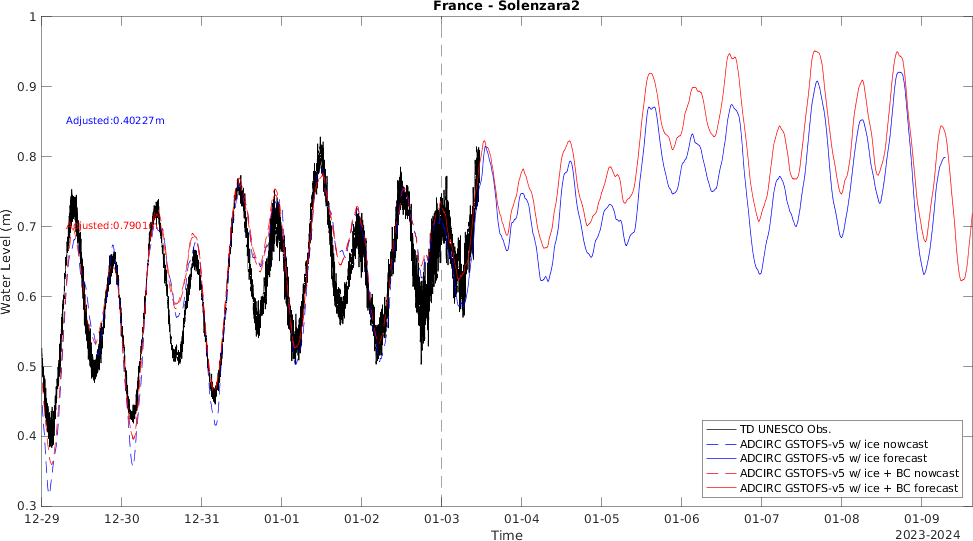 France - Solenzara2
1
0.9
0.8
0.7
0.6
0.5
0.4
0.3
Water Level (m)
Adjusted:0.40227m
Adjusted:0.7901
12-29 12-30 12-31 01-01 01-02 01-03 01-04 01-05 01-06 01-07 01-08 01-09
Time
2023-2024
TD UNESCO Obs.
ADCIRC GSTOFS-v5 w/ ice nowcast
ADCIRC GSTOFS-v5 w/ ice forecast
ADCIRC GSTOFS-v5 w/ ice + BC nowcast
ADCIRC GSTOFS-v5 w/ ice + BC forecast